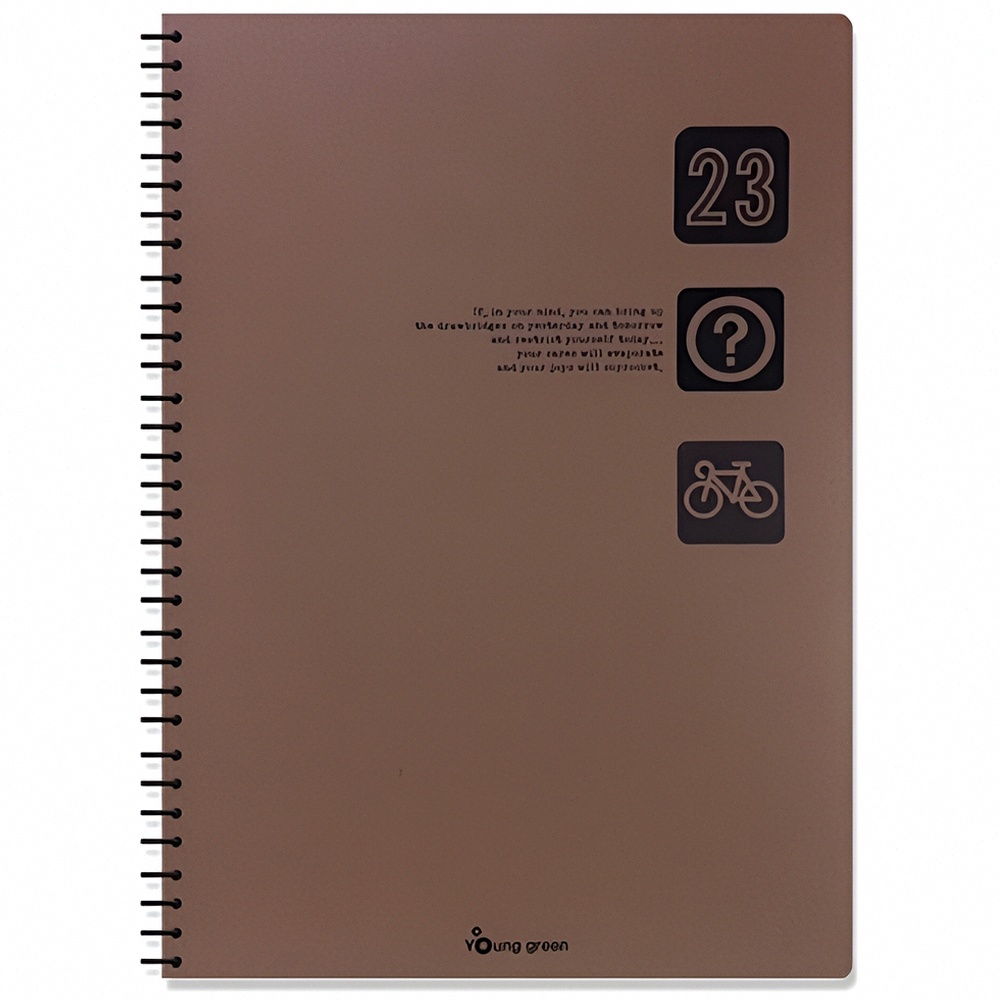 23
?
If, in your mind, you can bring up
the drawbridges on yesterday and tomorrow
and restrict yourself today...
your cares will evaporate
and your joys will
Young green